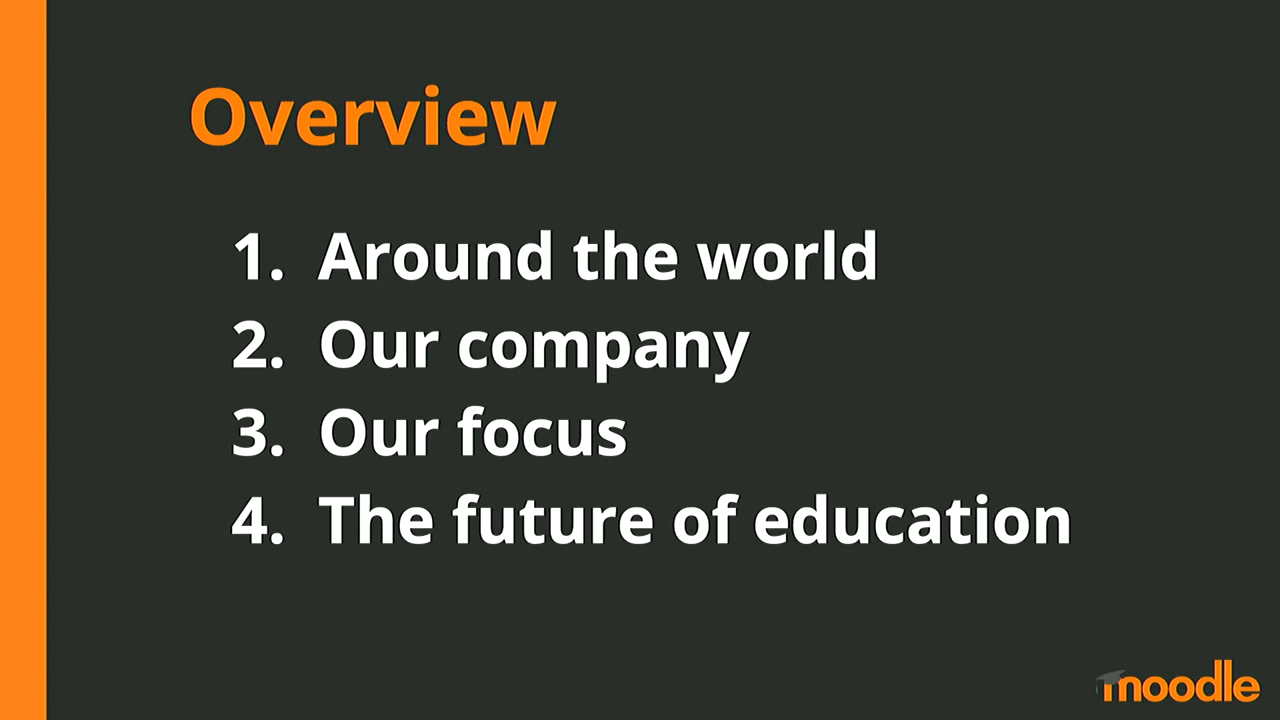 Overview
1. Around the world
2. Our company
3. Our focus
4. The future of education
moodle